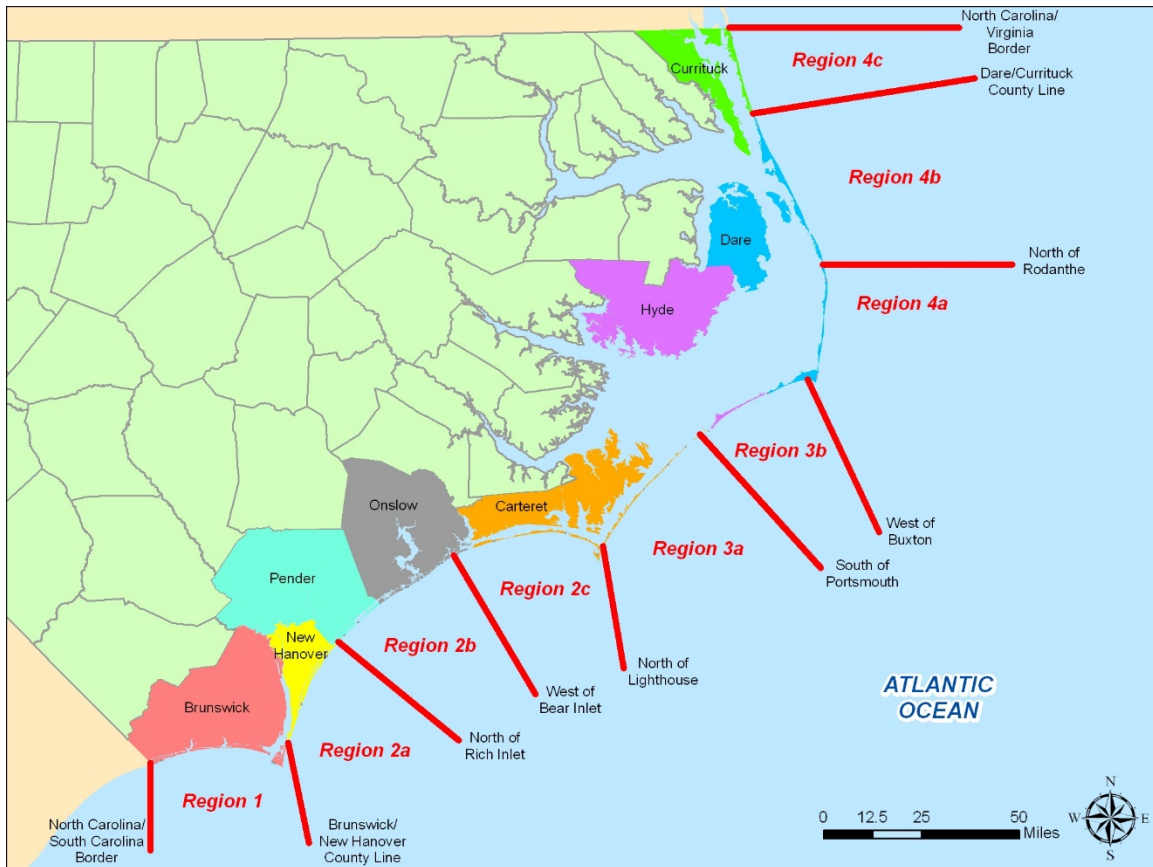 North Carolina/
Virginia
Border
Region 4c
Currituck
Dare/Currituck
County Line
Region 4b
Dare
North of
Rodanthe
Region 4a
Hyde
Region 3b
West of
Buxton
South of
Portsmouth
Onslow
Carteret
Region 3a
Pender
Region 2c
New
Hanover
Region 2b
North of
Lighthouse
West of
Bear Inlet
ATLANTIC
OCEAN
Brunswick
North of
Rich Inlet
Region 2a
Region 1
North Carolina/
South Carolina
Border
Brunswick/
New Hanover
County Line
0 12.5 25 50
Miles
N
W E
S